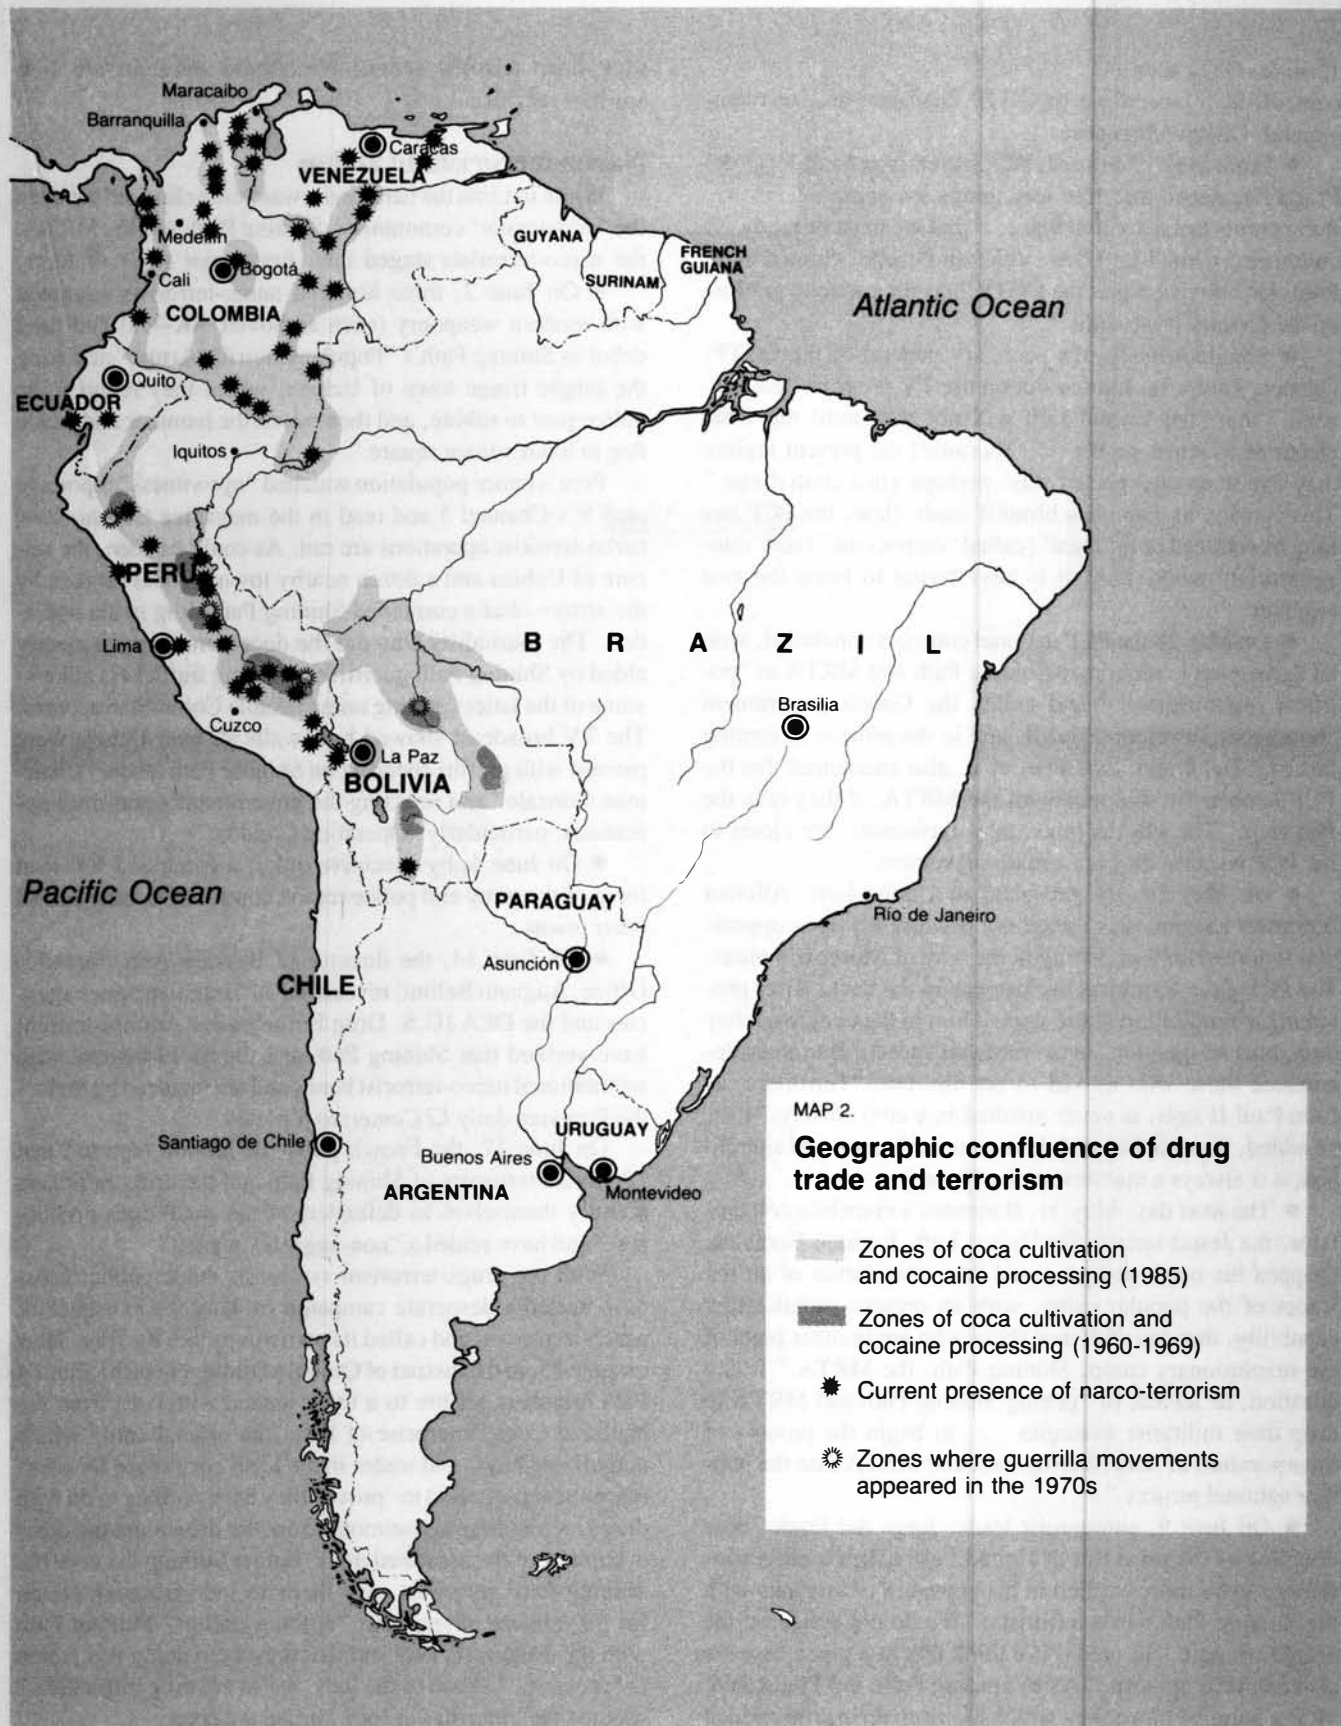 Maracaibo
Barranquilla
Caracas
VENEZUELA
Medellín
Bogotá
Cali
COLOMBIA
GUYANA
SURINAM
FRENCH
GUIANA
Atlantic Ocean
Quito
ECUADOR
Iquitos
PERU
Lima
B R A Z I L
Brasilia
Cuzco
La Paz
BOLIVIA
Pacific Ocean
PARAGUAY
Río de Janeiro
Asunción
CHILE
Santiago de Chile
URUGUAY
Buenos Aires
ARGENTINA
Montevideo
MAP 2.
Geographic confluence of drug
trade and terrorism
Zones of coca cultivation
and cocaine processing (1985)
Zones of coca cultivation and
cocaine processing (1960-1969)
Current presence of narco-terrorism
Zones where guerrilla movements
appeared in the 1970s